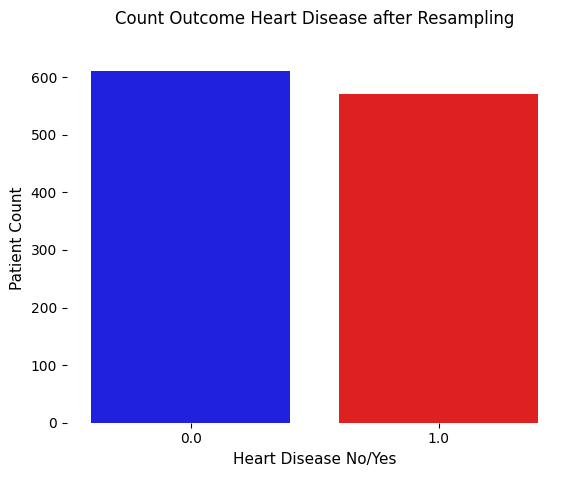 Count Outcome Heart Disease after Resampling
600
500
400
300
200
100
0
Patient Count
0.0 1.0
Heart Disease No/Yes